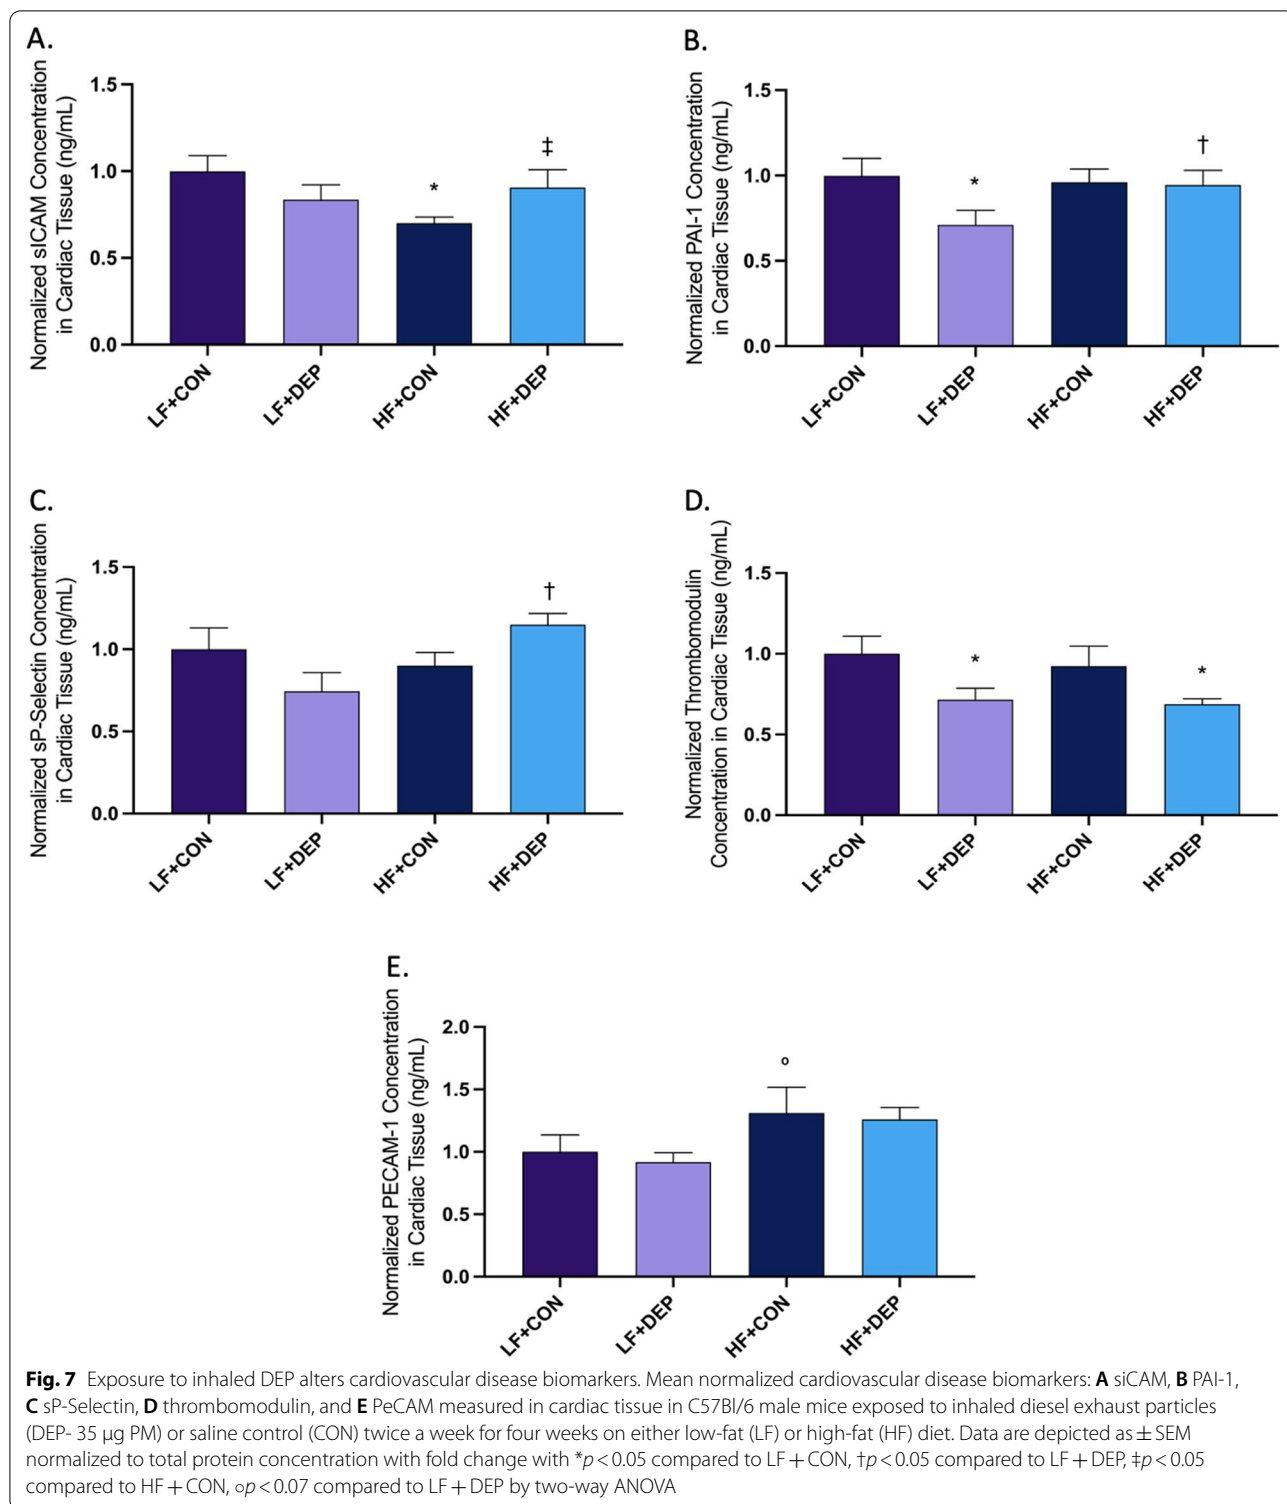 A.
Normalized sICAM Concentration
in Cardiac Tissue (ng/mL)
1.5
1.0
0.5
0.0
*
‡
LF+CON
LF+DEP
HF+CON
HF+DEP
B.
Normalized PAI-1 Concentration
in Cardiac Tissue (ng/mL)
1.5
1.0
0.5
0.0
*
†
LF+CON
LF+DEP
HF+CON
HF+DEP
C.
Normalized sP-Selectin Concentration
in Cardiac Tissue (ng/mL)
1.5
1.0
0.5
0.0
†
LF+CON
LF+DEP
HF+CON
HF+DEP
D.
Normalized Thrombomodulin
Concentration in Cardiac Tissue (ng/mL)
1.5
1.0
0.5
0.0
*
*
LF+CON
LF+DEP
HF+CON
HF+DEP
E.
Normalized PECAM-1 Concentration
in Cardiac Tissue (ng/mL)
2.0
1.5
1.0
0.5
0.0
o
LF+CON
LF+DEP
HF+CON
HF+DEP
Fig. 7 Exposure to inhaled DEP alters cardiovascular disease biomarkers. Mean normalized cardiovascular disease biomarkers: A siCAM, B PAI-1,
C sP-Selectin, D thrombomodulin, and E PeCAM measured in cardiac tissue in C57Bl/6 male mice exposed to inhaled diesel exhaust particles
(DEP- 35 µg PM) or saline control (CON) twice a week for four weeks on either low-fat (LF) or high-fat (HF) diet. Data are depicted as ± SEM
normalized to total protein concentration with fold change with *p < 0.05 compared to LF + CON, †p < 0.05 compared to LF + DEP, ‡p < 0.05
compared to HF + CON, ○p < 0.07 compared to LF + DEP by two-way ANOVA